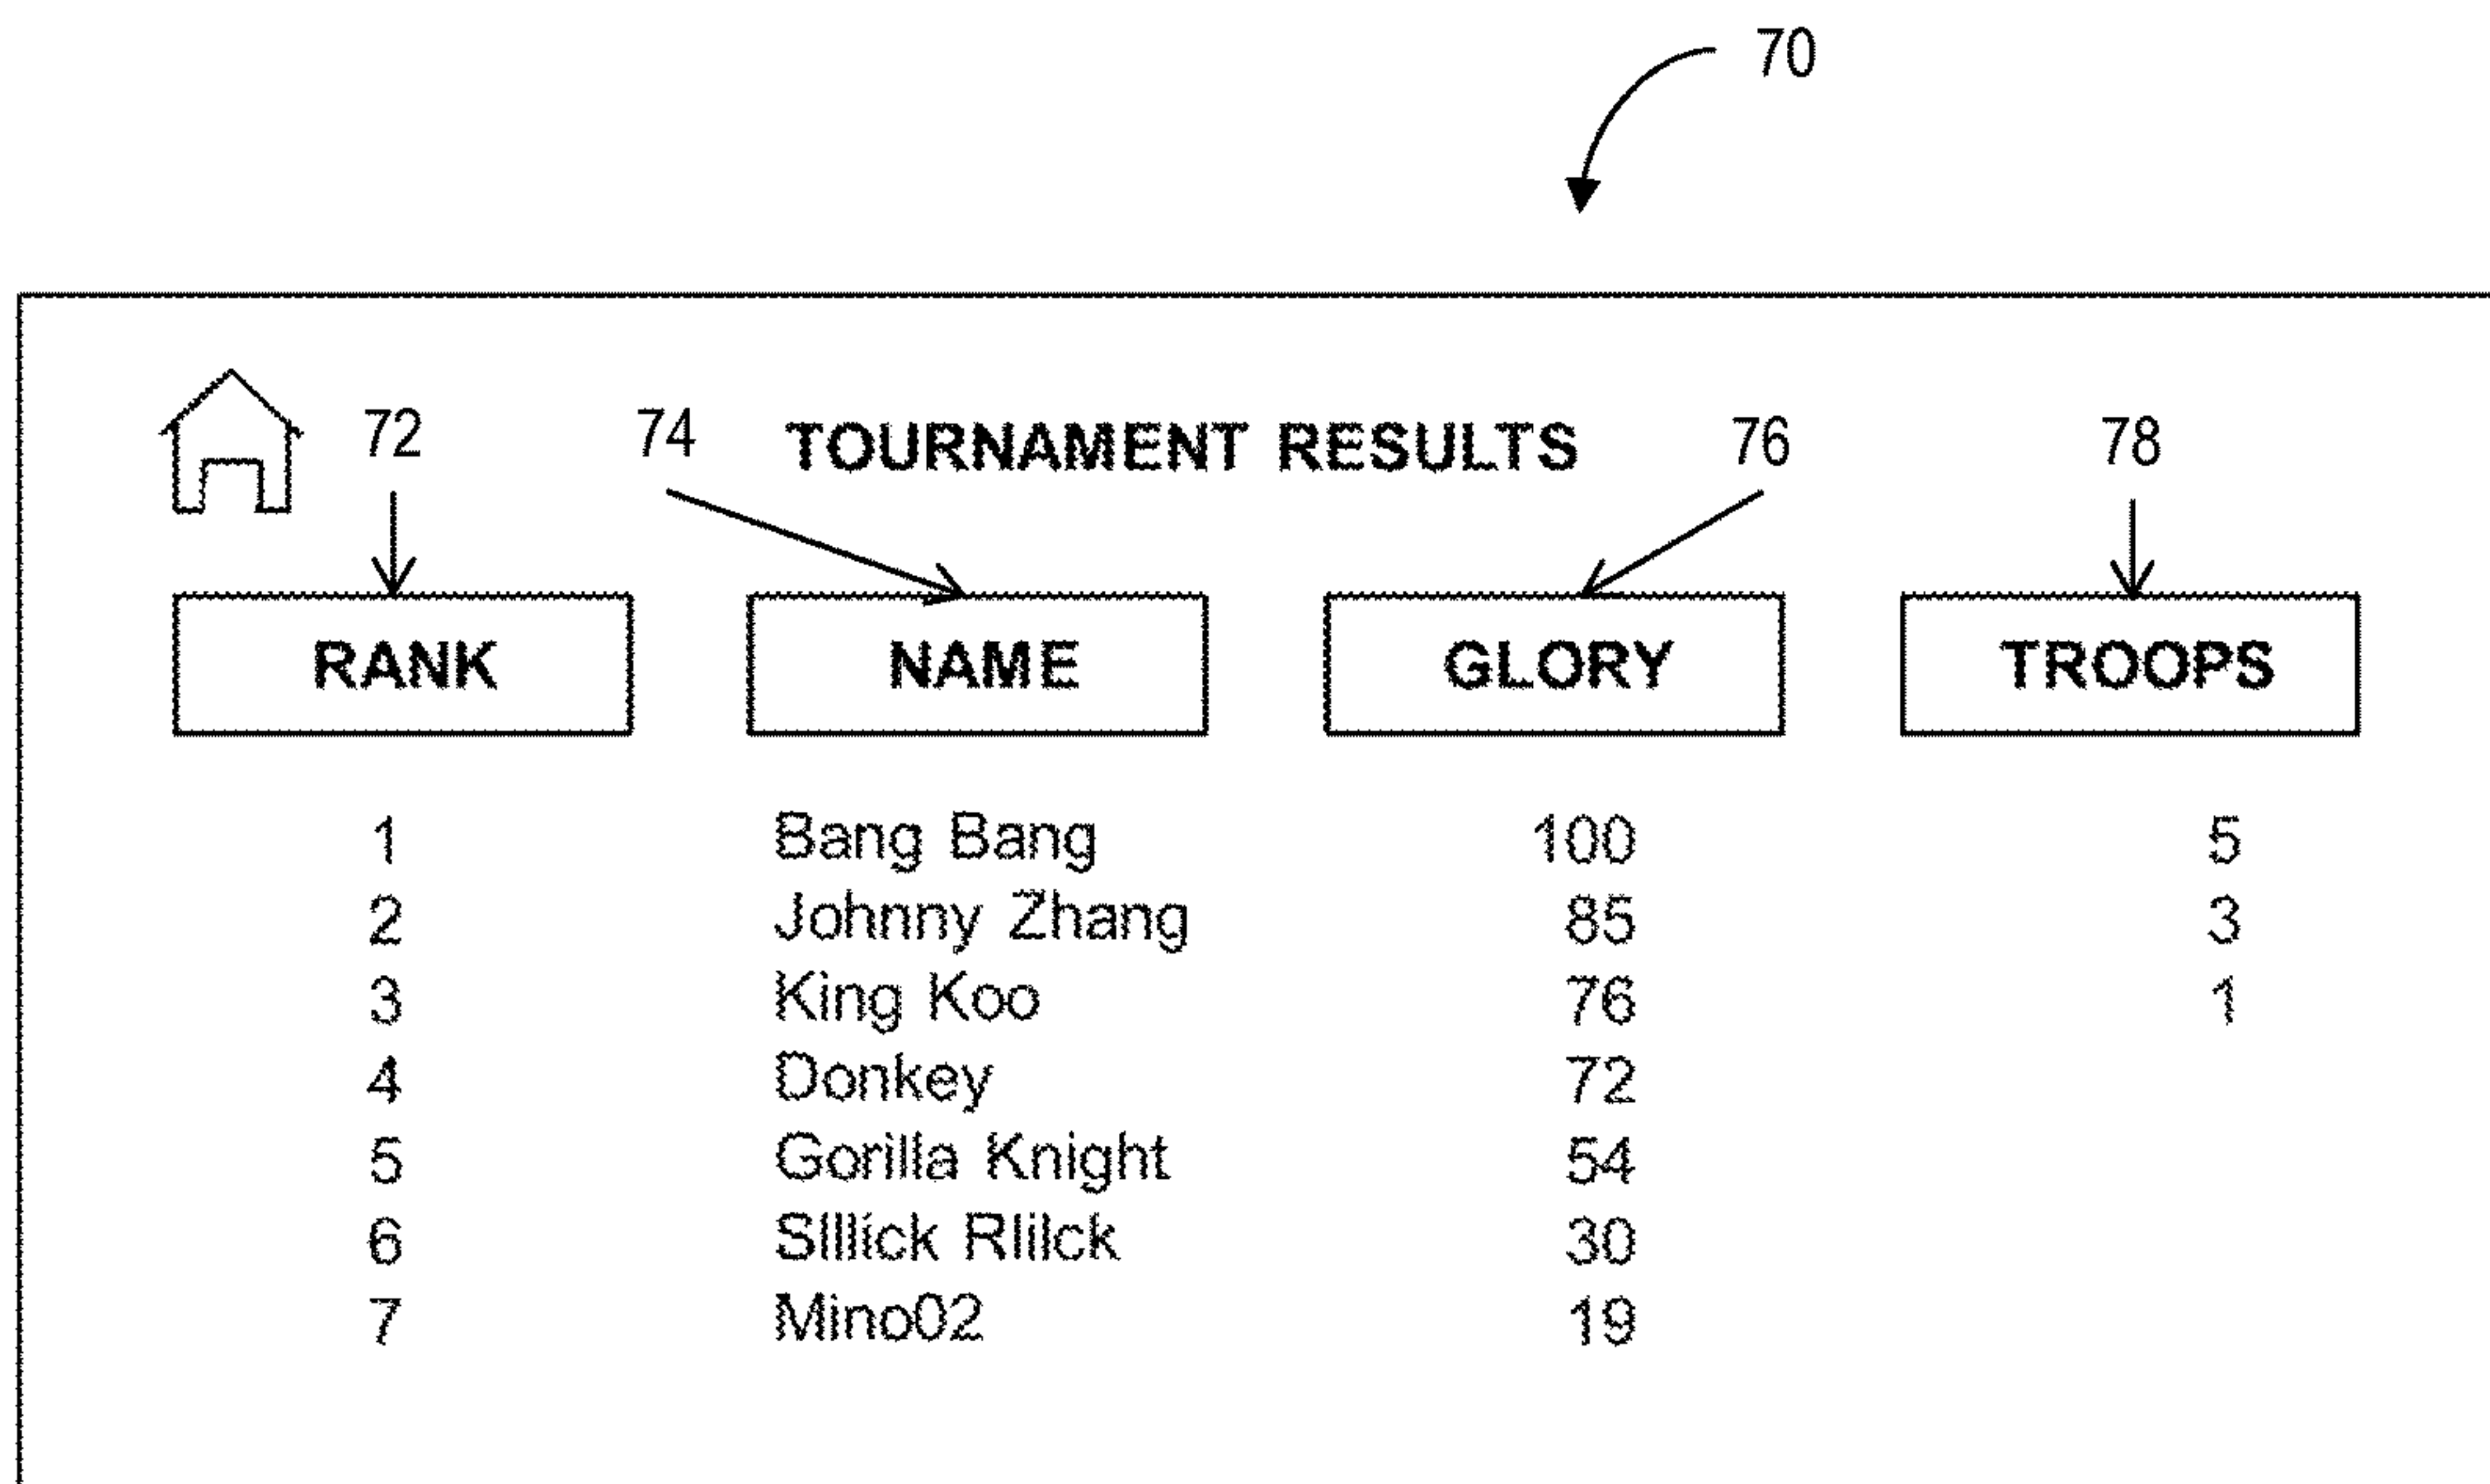 70
72 74 TOURNAMENT RESULTS 76 78
RANK NAME GLORY TROOPS
1 Bang Bang 100 5
2 Johnny Zhang 85 3
3 King Koo 76 1
4 Donkey 72
5 Gorilla Knight 54
6 30
7 Mino02 19